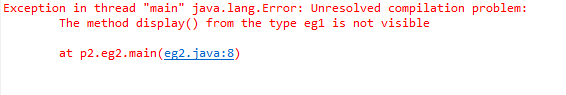 Exception in thread "main" java.lang.Error: Unresolved compilation problem:
The method display() from the type eg1 is not visible
at p2.eg2.main(eg2.java:8)